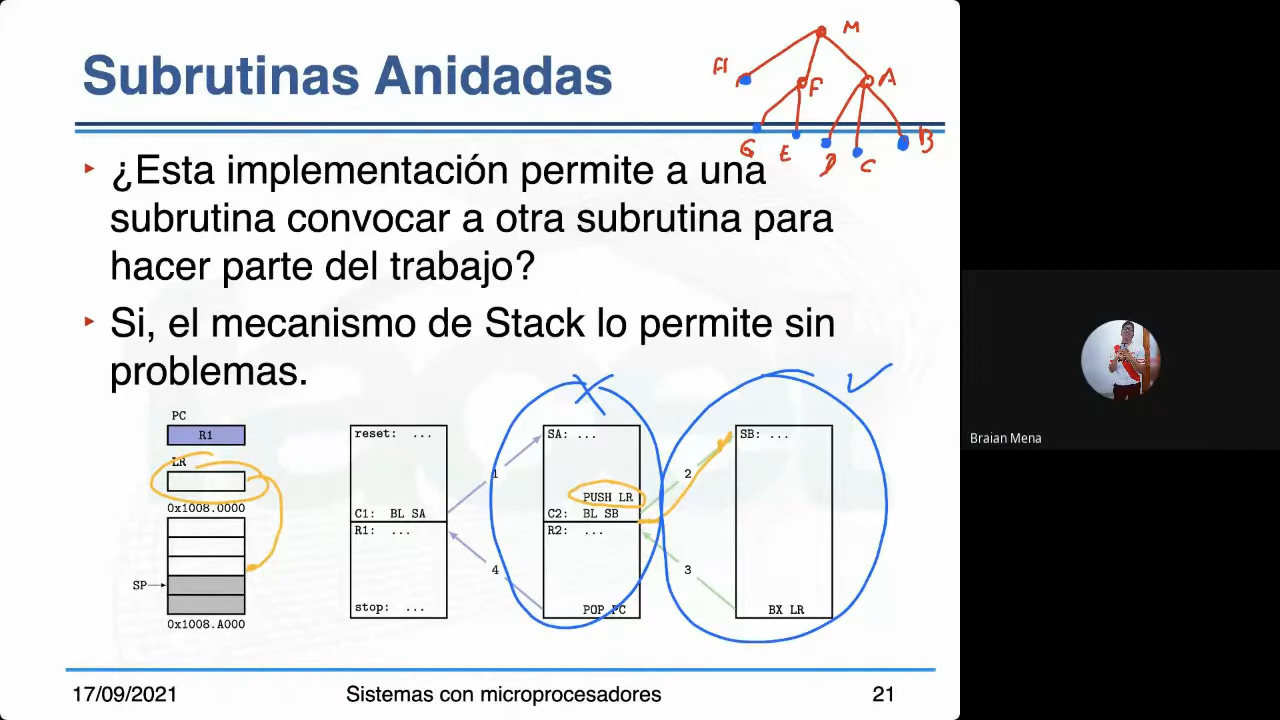 Subrutinas Anidadas
M
A F A
G E D C B
¿Esta implementación permite a una
subrutina convocar a otra subrutina para
hacer parte del trabajo?
Si, el mecanismo de Stack lo permite sin
problemas.
PC
R1
LR
0x1008.0000
SP
0x1008.A000
reset: ...
C1: BL SA
R1: ...
stop: ...
1
4
SA: ...
PUSH LR
C2: BL SB
R2: ...
POP PC
2
3
SB: ...
BX LR
Braian Mena
17/09/2021 Sistemas con microprocesadores 21